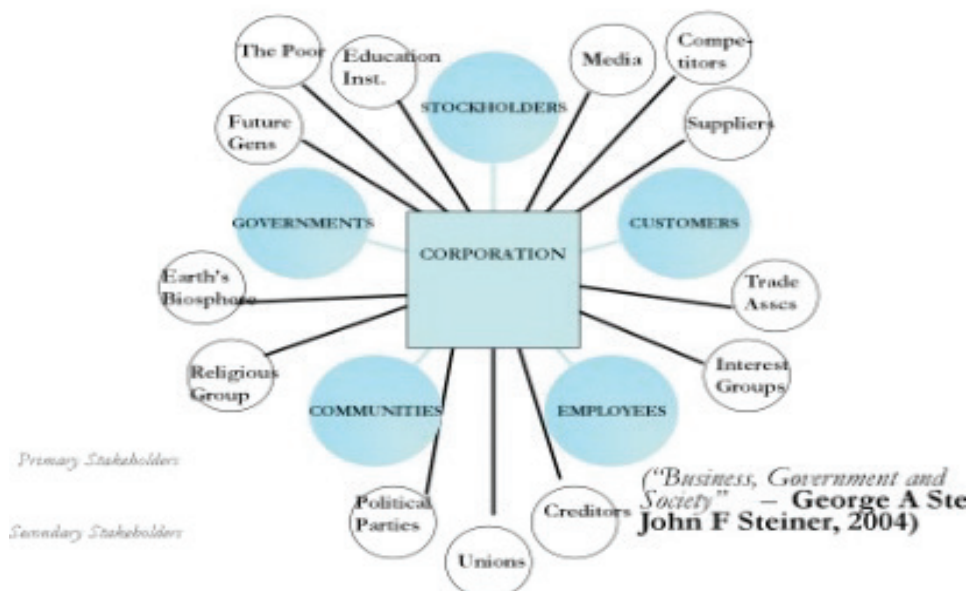 The Poor
Education
Inst.
STOCKHOLDERS
Media
Compe-
titors
Future
Gens
Suppliers
GOVERNMENTS
CUSTOMERS
CORPORATION
Earth's
Biosphere
Trade
Asscs
Religious
Group
Interest
Groups
COMMUNITIES
EMPLOYEES
Primary Stakeholders
Secondary Stakeholders
Political
Parties
Unions
Creditors
("Business, Government and
Society" – George A Ste
John F Steiner, 2004)